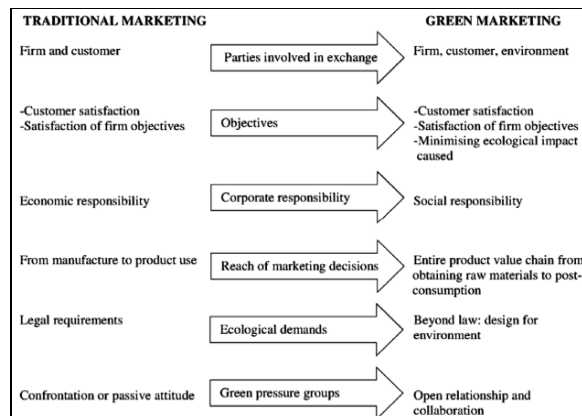 TRADITIONAL MARKETING
GREEN MARKETING
Firm and customer
Parties involved in exchange
Firm, customer, environment
-Customer satisfaction
-Satisfaction of firm objectives
Objectives
-Customer satisfaction
-Satisfaction of firm objectives
-Minimising ecological impact
caused
Economic responsibility
Corporate responsibility
Social responsibility
From manufacture to product use
Reach of marketing decisions
Entire product value chain from
obtaining raw materials to post-
consumption
Legal requirements
Ecological demands
Beyond law: design for
environment
Confrontation or passive attitude
Green pressure groups
Open relationship and
collaboration